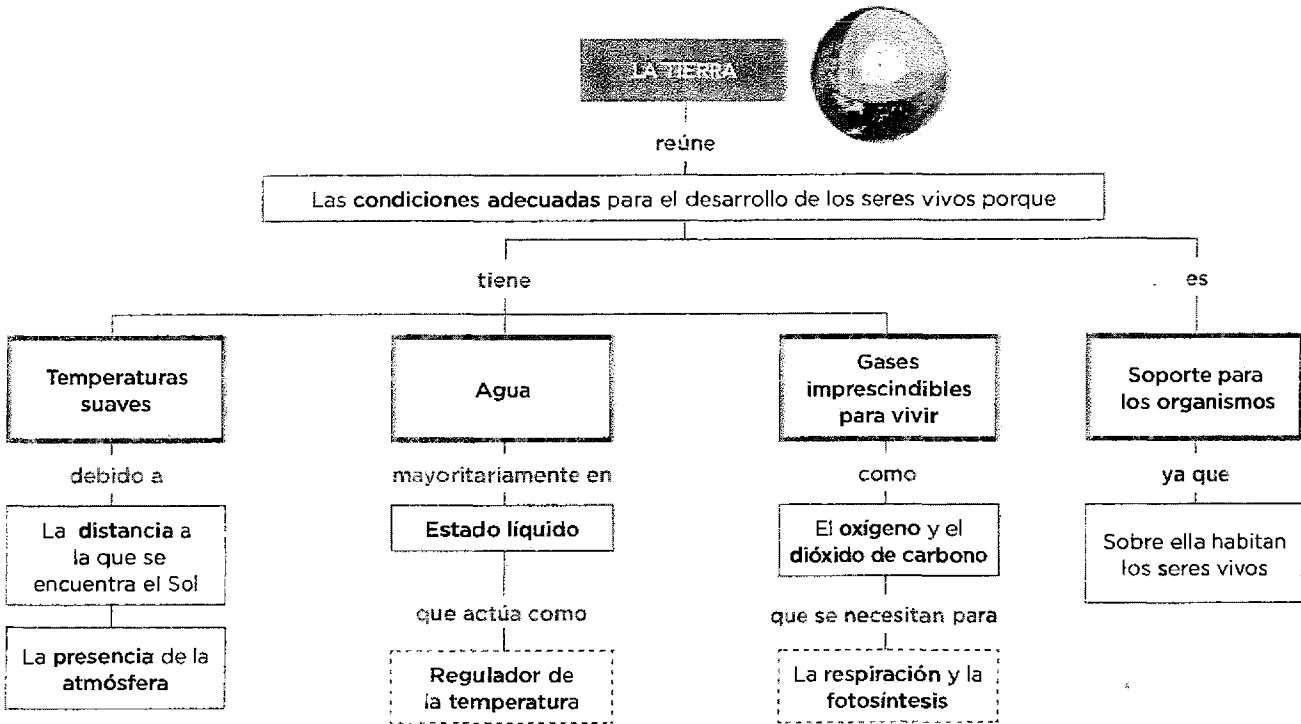 LA TIERRA
reúne
Las condiciones adecuadas para el desarrollo de los seres vivos porque
tiene
es
Temperaturas
suaves
debido a
La distancia a
la que se
encuentra el Sol
La presencia de la
atmósfera
Agua
mayoritariamente en
Estado líquido
que actúa como
Regulador de
la temperatura
Gases
imprescindibles
para vivir
como
El oxígeno y el
dióxido de carbono
que se necesitan para
La respiración y la
fotosíntesis
Soporte para
los organismos
ya que
Sobre ella habitan
los seres vivos